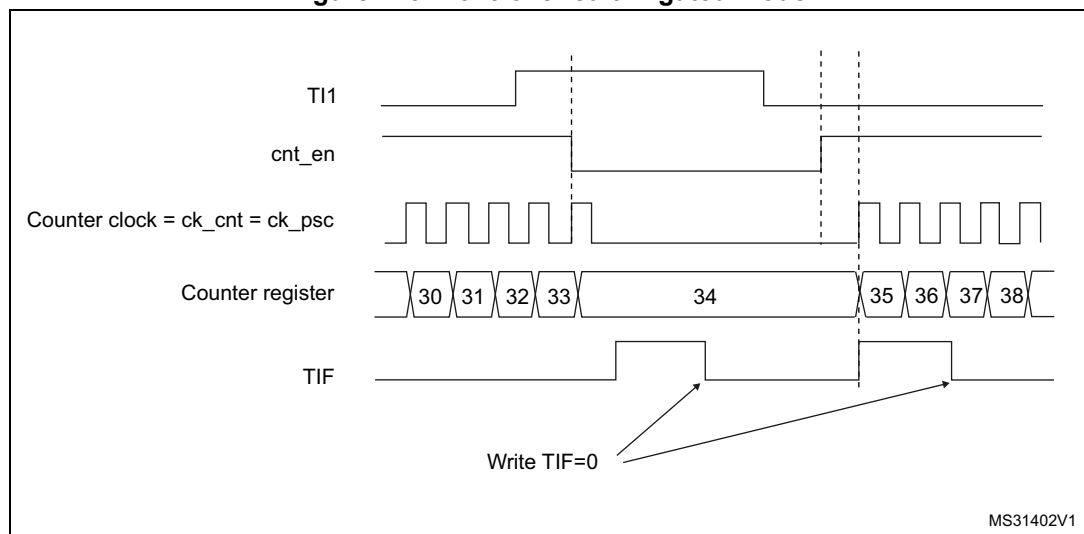 TI1
cnt_en
Counter clock = ck_cnt = ck_psc
Counter register
30 31 32 33 34 35 36 37 38
TIF
Write TIF=0
MS31402V1